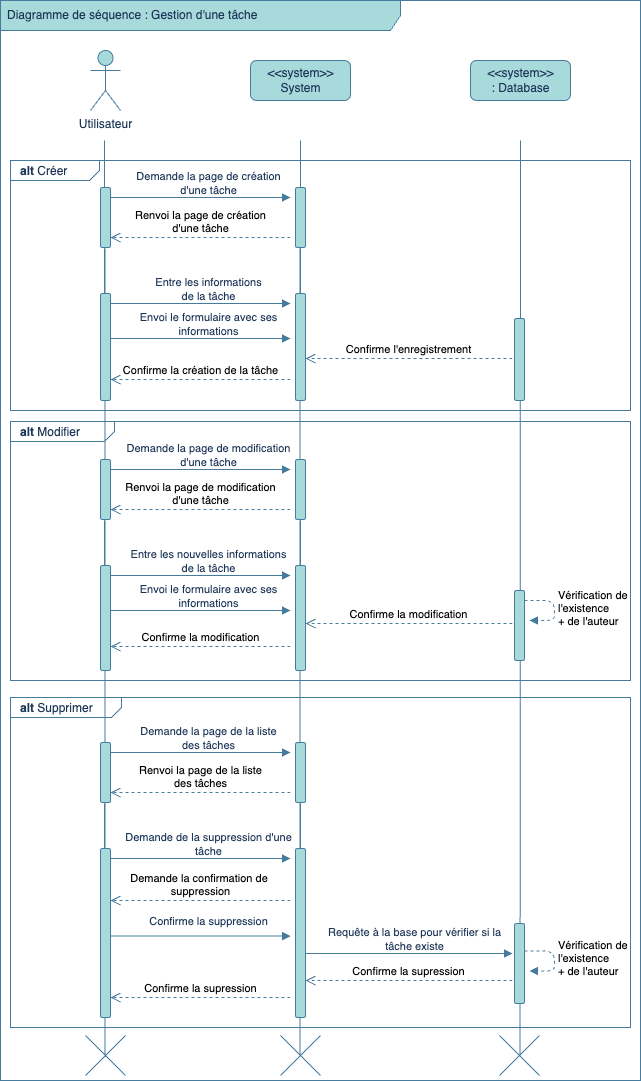 Diagramme de séquence : Gestion d'une tâche
<<system>>
System
<<system>>
: Database
Utilisateur
alt Créer
Demande la page de création
d'une tâche
Renvoi la page de création
d'une tâche
Entre les informations
de la tâche
Envoi le formulaire avec ses
informations
Confirme l'enregistrement
Confirme la création de la tâche
alt Modifier
Demande la page de modification
d'une tâche
Renvoi la page de modification
d'une tâche
Entre les nouvelles informations
de la tâche
Envoi le formulaire avec ses
informations
Vérification de
l'existence
+ de l'auteur
Confirme la modification
Confirme la modification
alt Supprimer
Demande la page de la liste
des tâches
Renvoi la page de la liste
des tâches
Demande de la suppression d'une
tâche
Demande la confirmation de
suppression
Confirme la suppression
Requête à la base pour vérifier si la
tâche existe
Vérification de
l'existence
+ de l'auteur
Confirme la supression
Confirme la supression